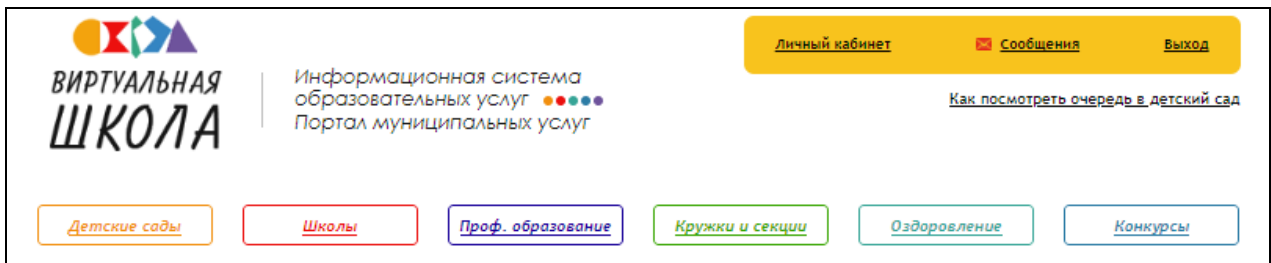 Личный кабинет Сообщения Выход
ВИРТУАЛЬНАЯ
ШКОЛА
Информационная система
образовательных услуг
Портал муниципальных услуг
Как посмотреть очередь в детский сад
Детские сады Школы Проф. образование Кружки и секции Оздоровление Конкурсы